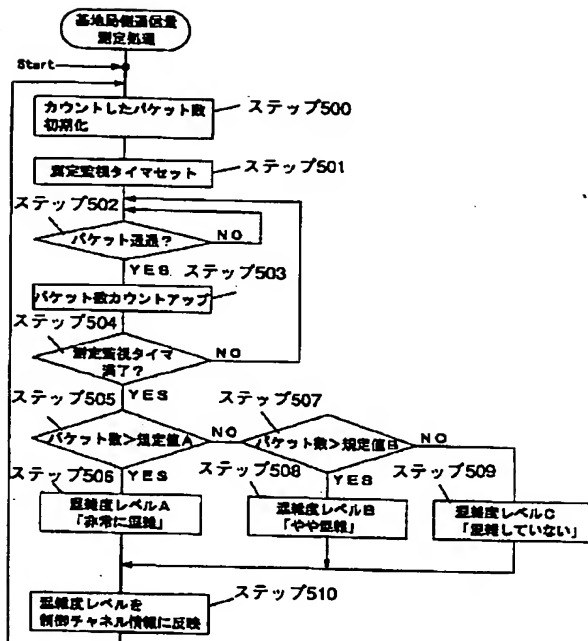 基地局側通信量
測定処理
Start
カウントしたパケット数
初期化
ステップ500
測定監視タイマセット
ステップ501
ステップ502
パケット通過?
NO
YES
ステップ503
パケット数カウントアップ
ステップ504
測定監視タイマ
満了?
NO
YES
ステップ505
パケット数>規定値A
NO
YES
ステップ507
パケット数>規定値B
NO
YES
ステップ506
混雑度レベルA
「非常に混雑」
ステップ508
混雑度レベルB
「やや混雑」
ステップ509
混雑度レベルC
「混雑していない」
混雑度レベルを
制御チャネル情報に反映
ステップ510